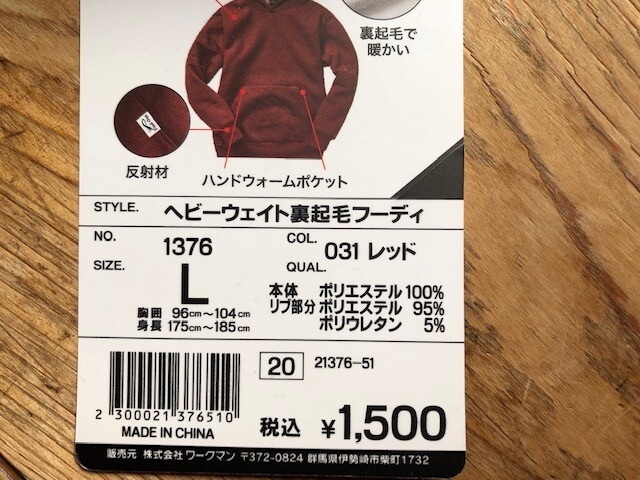 裏起毛で
暖かい
反射材
ハンドウォームポケット
STYLE. ヘビーウェイト裏起毛フーディ
NO. 1376 COL. 031 レッド
SIZE. L QUAL.
胸囲 96cm〜104cm
身長 175cm〜185cm
本体 ポリエステル 100%
リブ部分 ポリエステル 95%
ポリウレタン 5%
20 21376-51
2 300021 376510
MADE IN CHINA
税込 ¥1,500
販売元 株式会社 ワークマン 〒372-0824 群馬県伊勢崎市柴町1732